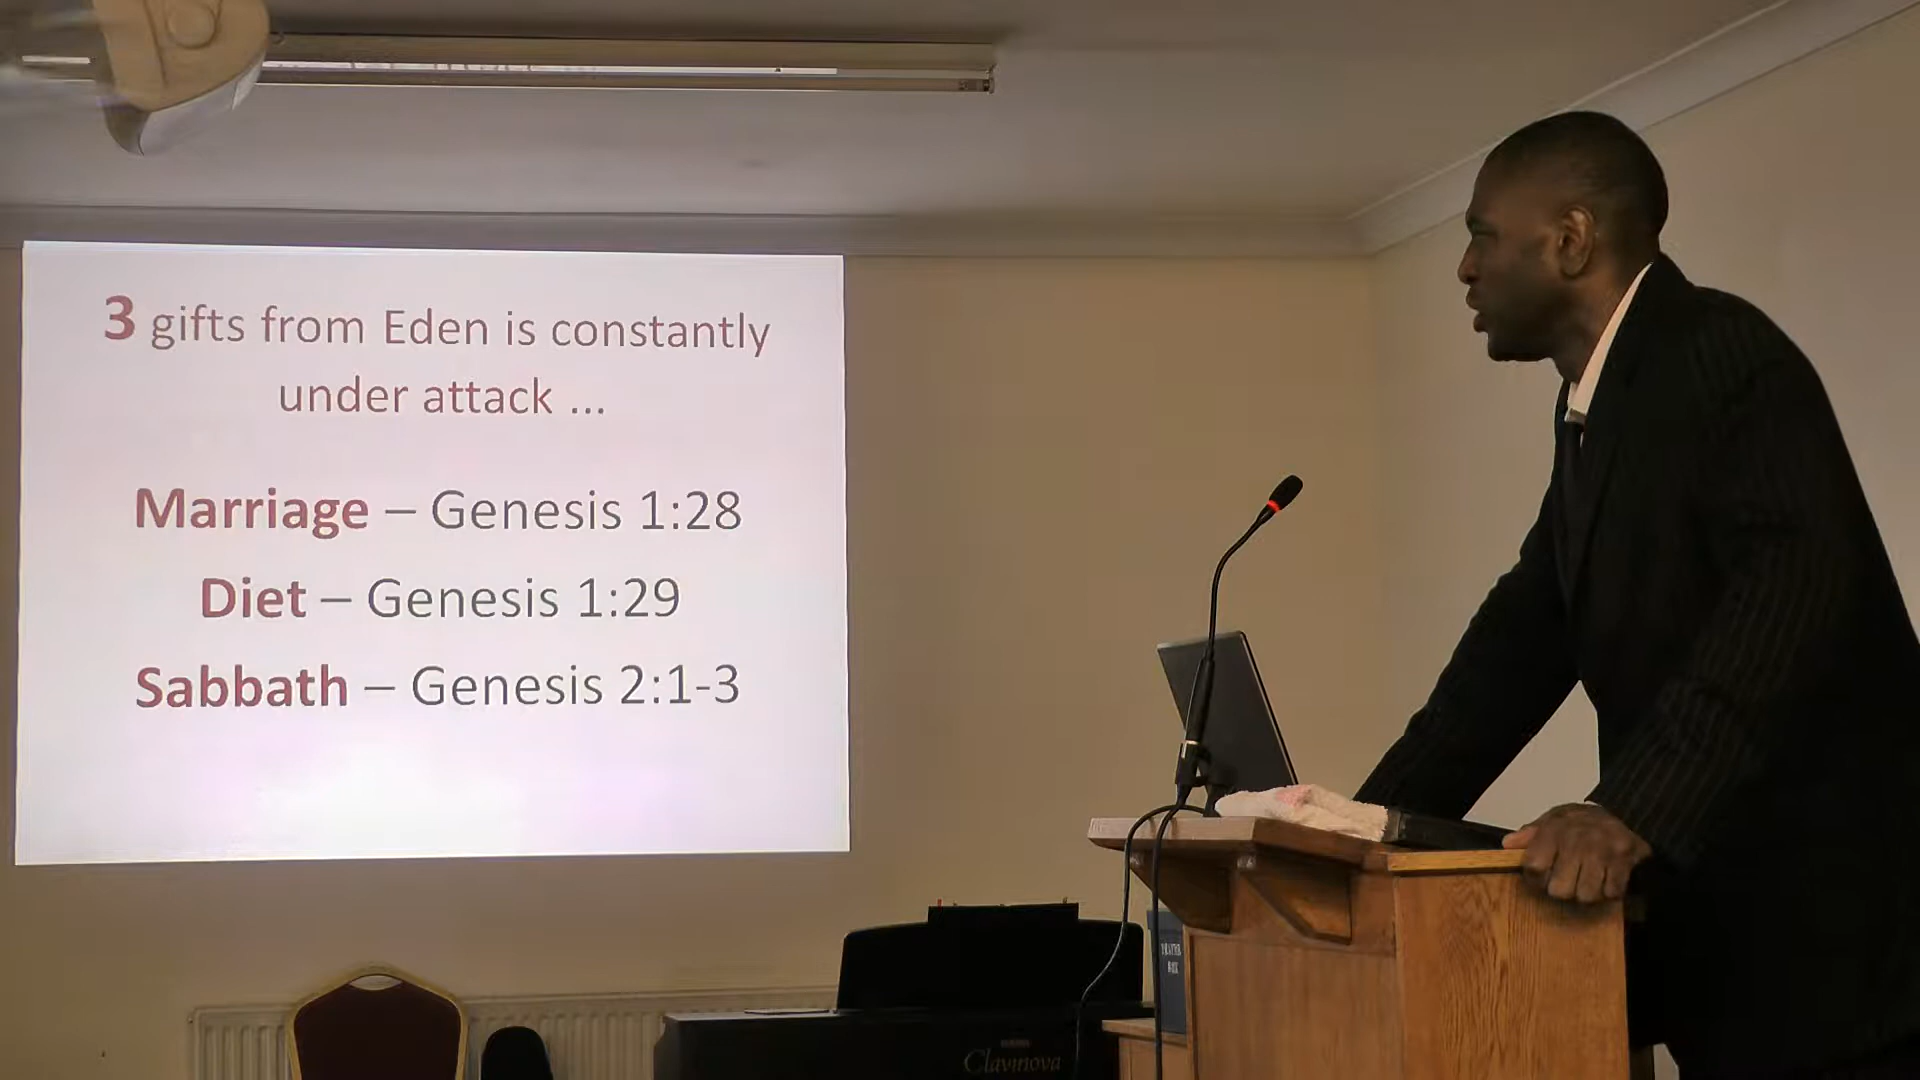 3 gifts from Eden is constantly
under attack ...
Marriage – Genesis 1:28
Diet – Genesis 1:29
Sabbath – Genesis 2:1-3
Clavinova